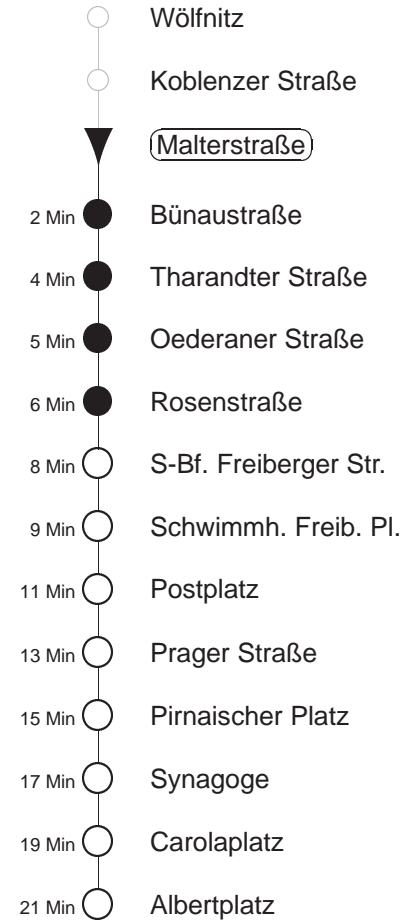 Wölfnitz
Koblenzer Straße
Malterstraße
2 Min Bünaustraße
4 Min Tharandter Straße
5 Min Oederaner Straße
6 Min Rosenstraße
8 Min S-Bf. Freiberger Str.
9 Min Schwimmh. Freib. Pl.
11 Min Postplatz
13 Min Prager Straße
15 Min Pirnaischer Platz
17 Min Synagoge
19 Min Carolaplatz
21 Min Albertplatz